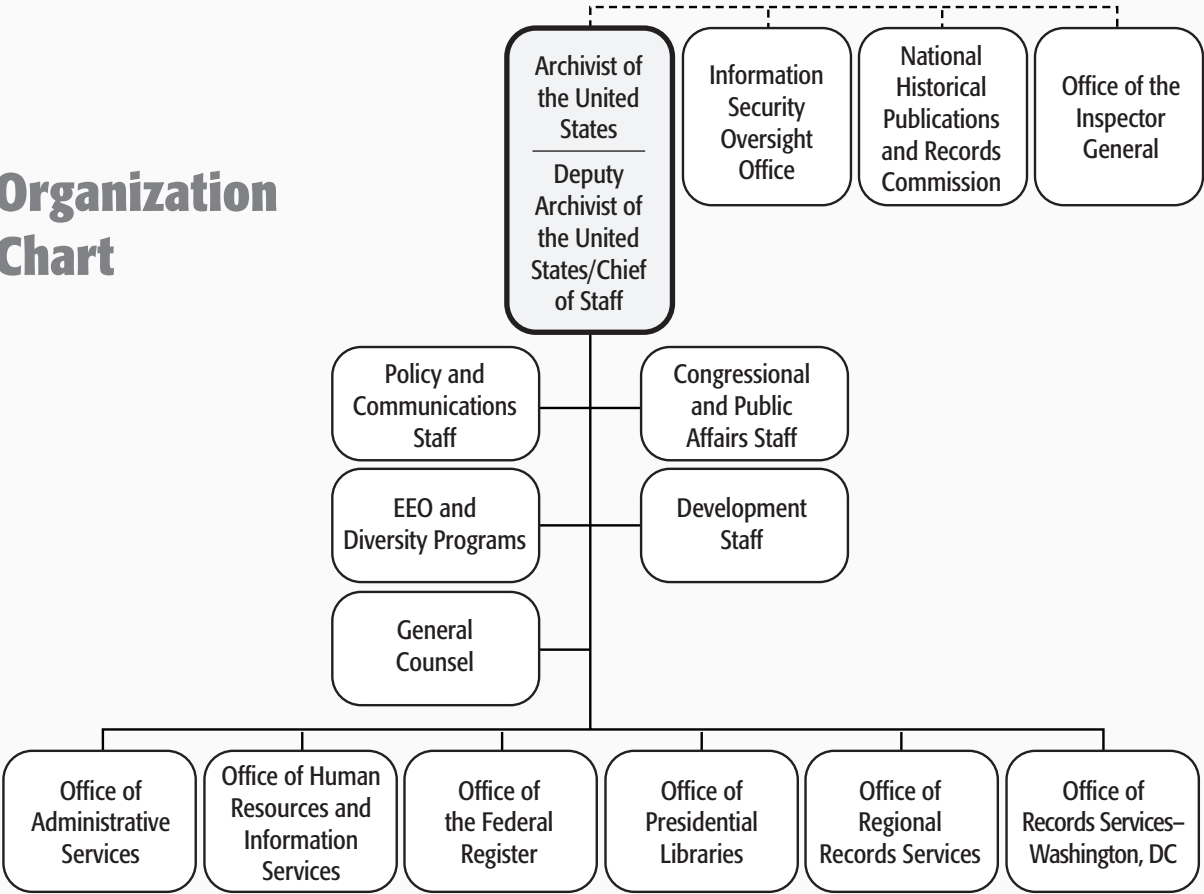 Organization
Chart
Archivist of
the United
States
Deputy
Archivist of
the United
States/Chief
of Staff
Information
Security
Oversight
Office
National
Historical
Publications
and Records
Commission
Office of the
Inspector
General
Policy and
Communications
Staff
Congressional
and Public
Affairs Staff
EEO and
Diversity Programs
Development
Staff
General
Counsel
Office of
Administrative
Services
Office of Human
Resources and
Information
Services
Office of
the Federal
Register
Office of
Presidential
Libraries
Office of
Regional
Records Services
Office of
Records Services–
Washington, DC